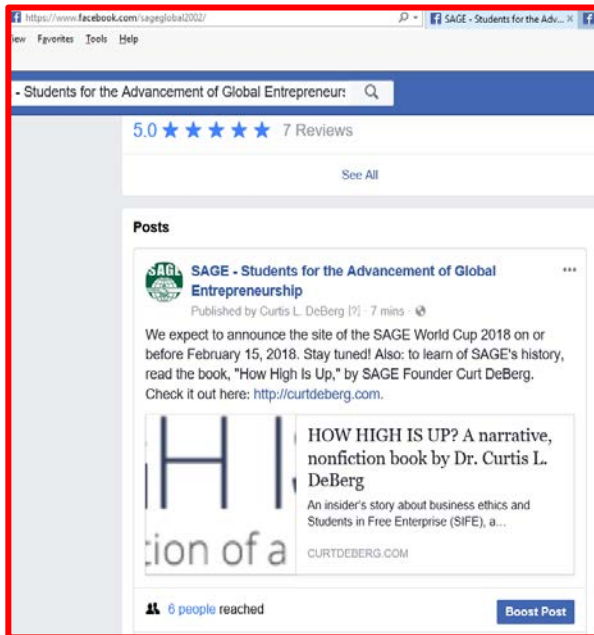 https://www.facebook.com/sageglobal2002/
SAGE - Students for the Adv...
iew Favorites Tools Help
- Students for the Advancement of Global Entrepreneur
5.0 ★★★★★ 7 Reviews
See All
Posts
SAGE
SAGE - Students for the Advancement of Global
Entrepreneurship
Published by Curtis L. DeBerg [?] · 7 mins ·
We expect to announce the site of the SAGE World Cup 2018 on or
before February 15, 2018. Stay tuned! Also: to learn of SAGE's history,
read the book, "How High Is Up," by SAGE Founder Curt DeBerg.
Check it out here: http://curtdeberg.com.
H I
tion of a
HOW HIGH IS UP? A narrative,
nonfiction book by Dr. Curtis L.
DeBerg
An insider's story about business ethics and
Students in Free Enterprise (SIFE), a...
CURTDEBERG.COM
6 people reached
Boost Post